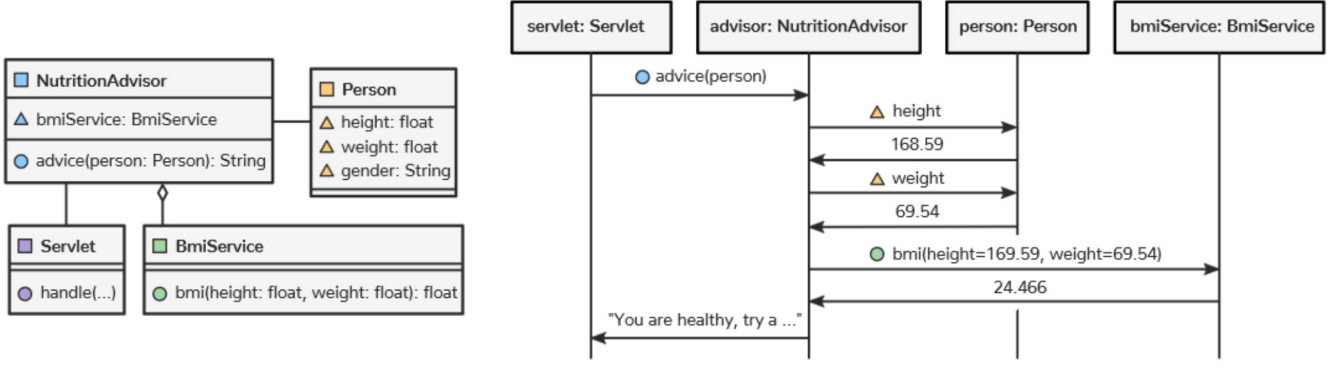 NutritionAdvisor
bmiService: BmiService
advice(person: Person): String
Person
height: float
weight: float
gender: String
Servlet
handle(...)
BmiService
bmi(height: float, weight: float): float
servlet: Servlet
advisor: NutritionAdvisor
person: Person
bmiService: BmiService
advice(person)
height
168.59
weight
69.54
bmi(height=169.59, weight=69.54)
24.466
"You are healthy, try a ..."